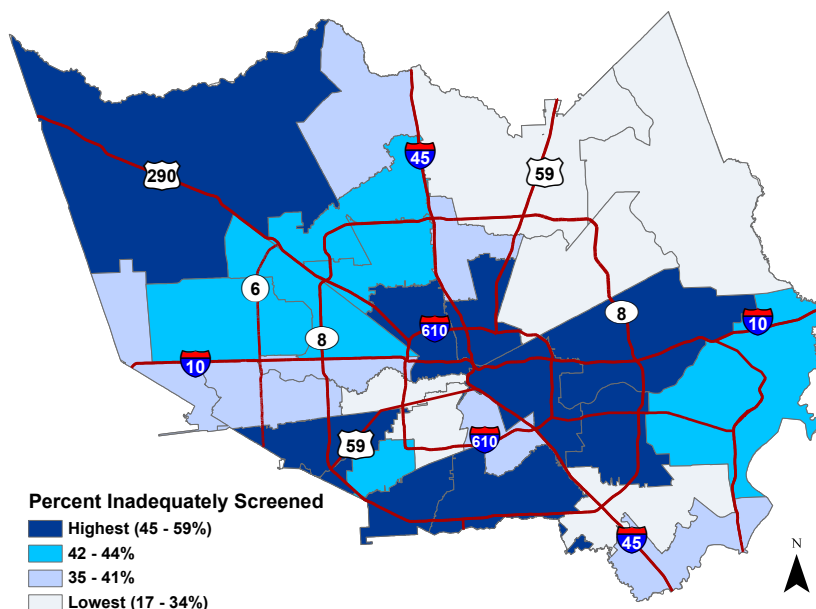 45
59
290
6
8
610
8
10
10
59
610
45
N
Percent Inadequately Screened
Highest (45 - 59%)
42 - 44%
35 - 41%
Lowest (17 - 34%)